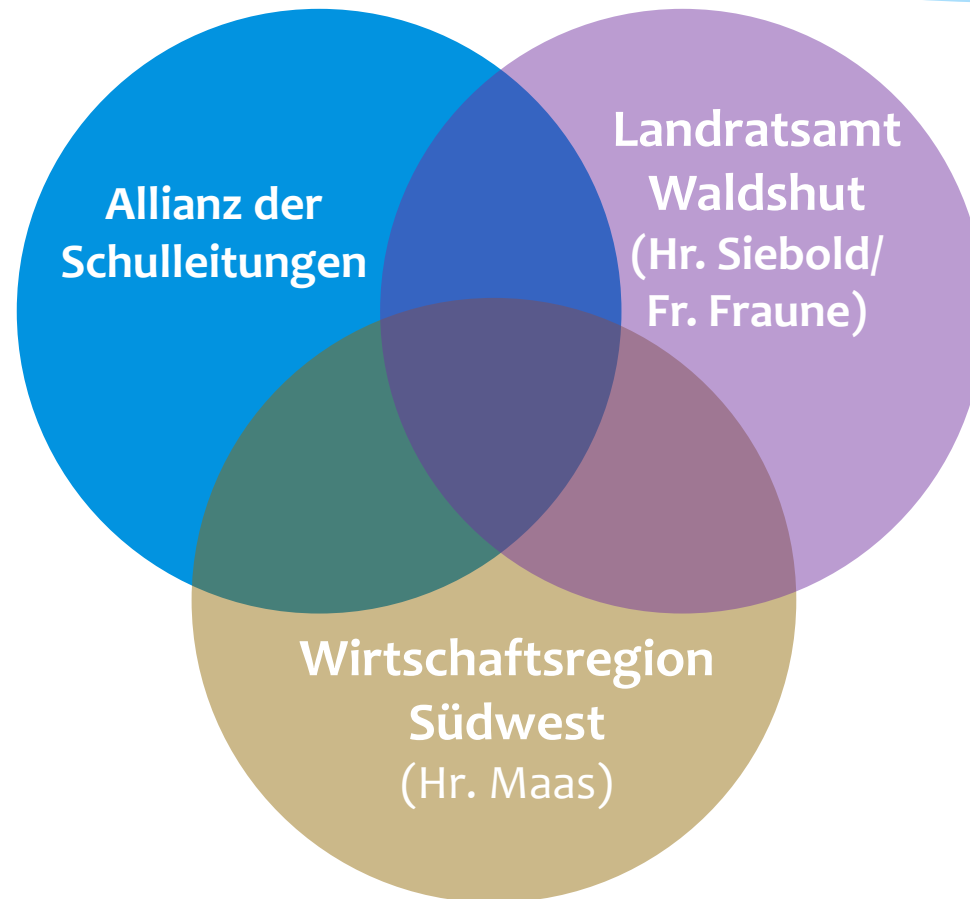 Allianz der
Schulleitungen
Landratsamt
Waldshut
(Hr. Siebold/
Fr. Fraune)
Wirtschaftsregion
Südwest
(Hr. Maas)